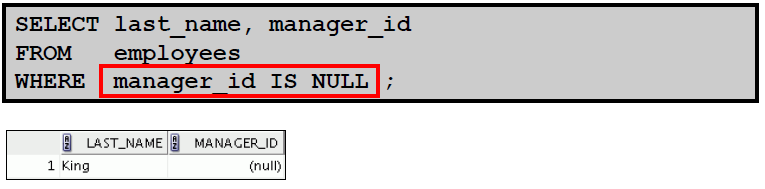 SELECT last_name, manager_id
FROM employees
WHERE manager_id IS NULL ;
LAST_NAME MANAGER_ID
1 King (null)